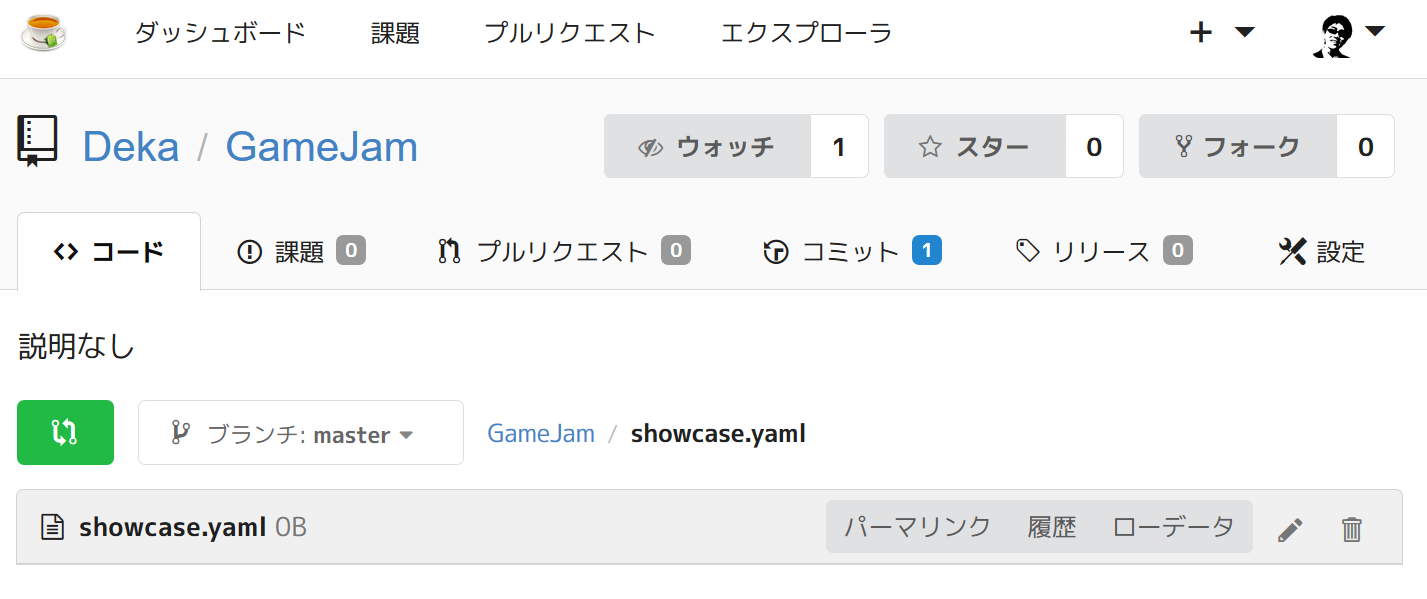 ダッシュボード 課題 プルリクエスト エクスプローラ
Deka / GameJam ウォッチ 1 スター 0 フォーク 0
コード 課題 0 プルリクエスト 0 コミット 1 リリース 0 設定
説明なし
ブランチ: master GameJam / showcase.yaml
showcase.yaml 0B パーマリンク 履歴 ローデータ